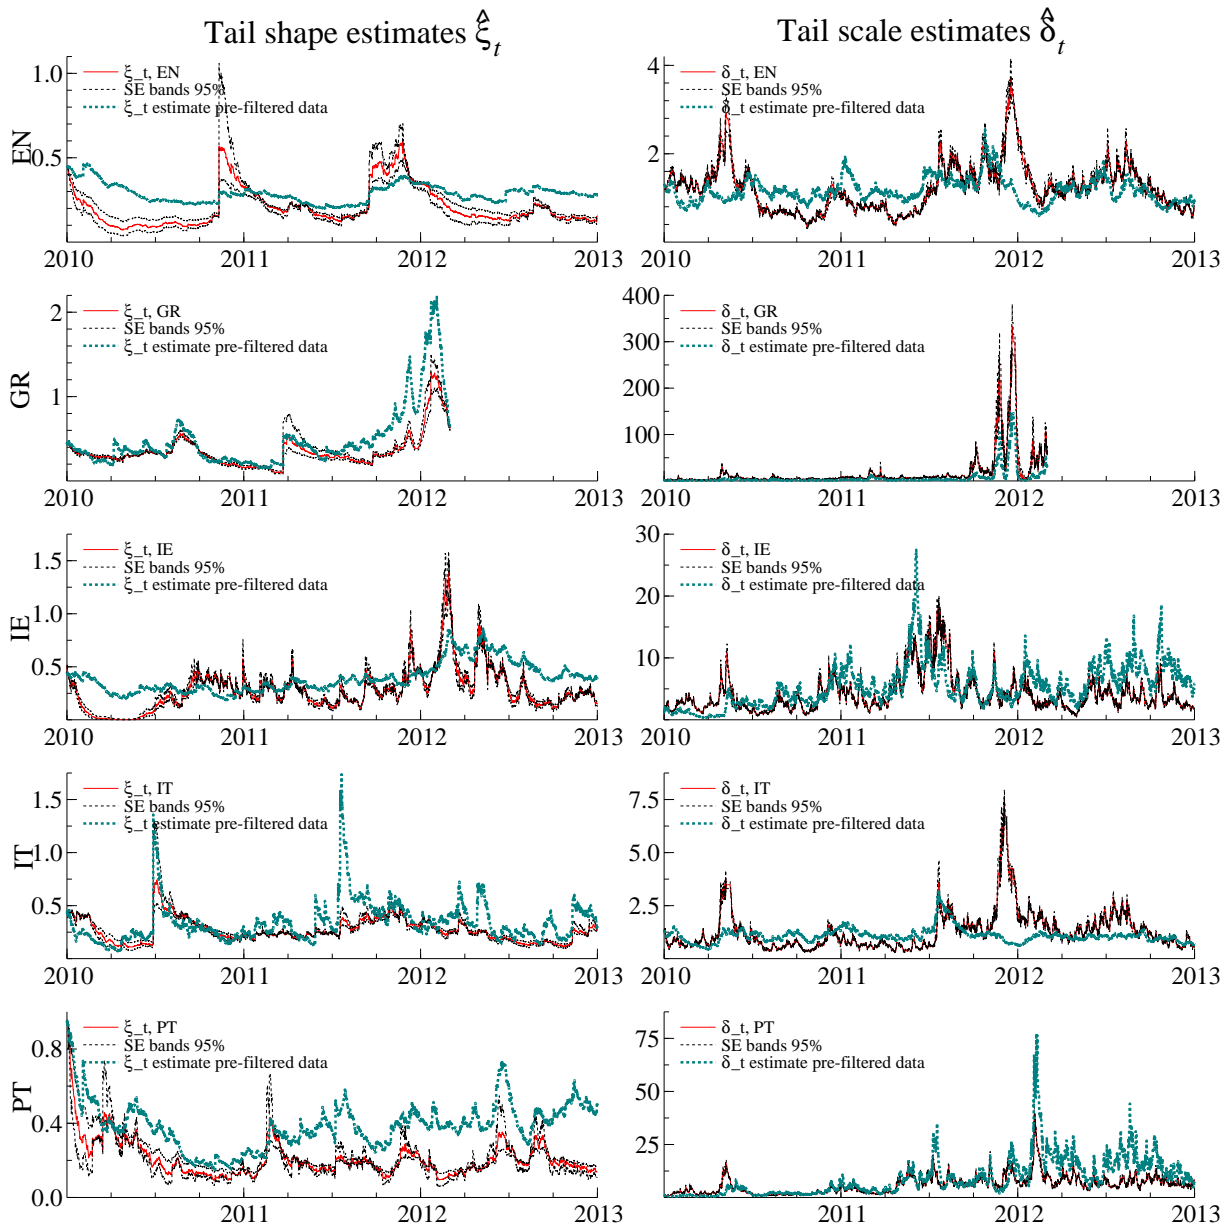 Tail shape estimates ξ̂_t
Tail scale estimates δ̂_t
EN
1.0
0.5
ξ_t, EN
SE bands 95%
ξ_t estimate pre-filtered data
2010 2011 2012 2013
4
2
δ_t, EN
SE bands 95%
δ_t estimate pre-filtered data
2010 2011 2012 2013
GR
2
1
ξ_t, GR
SE bands 95%
ξ_t estimate pre-filtered data
2010 2011 2012 2013
400
300
200
100
δ_t, GR
SE bands 95%
δ_t estimate pre-filtered data
2010 2011 2012 2013
IE
1.5
1.0
0.5
ξ_t, IE
SE bands 95%
ξ_t estimate pre-filtered data
2010 2011 2012 2013
30
20
10
δ_t, IE
SE bands 95%
δ_t estimate pre-filtered data
2010 2011 2012 2013
IT
1.5
1.0
0.5
ξ_t, IT
SE bands 95%
ξ_t estimate pre-filtered data
2010 2011 2012 2013
7.5
5.0
2.5
δ_t, IT
SE bands 95%
δ_t estimate pre-filtered data
2010 2011 2012 2013
PT
0.8
0.4
0.0
ξ_t, PT
SE bands 95%
ξ_t estimate pre-filtered data
2011 2012 2013
75
50
25
δ_t, PT
SE bands 95%
δ_t estimate pre-filtered data
2010 2011 2012 2013